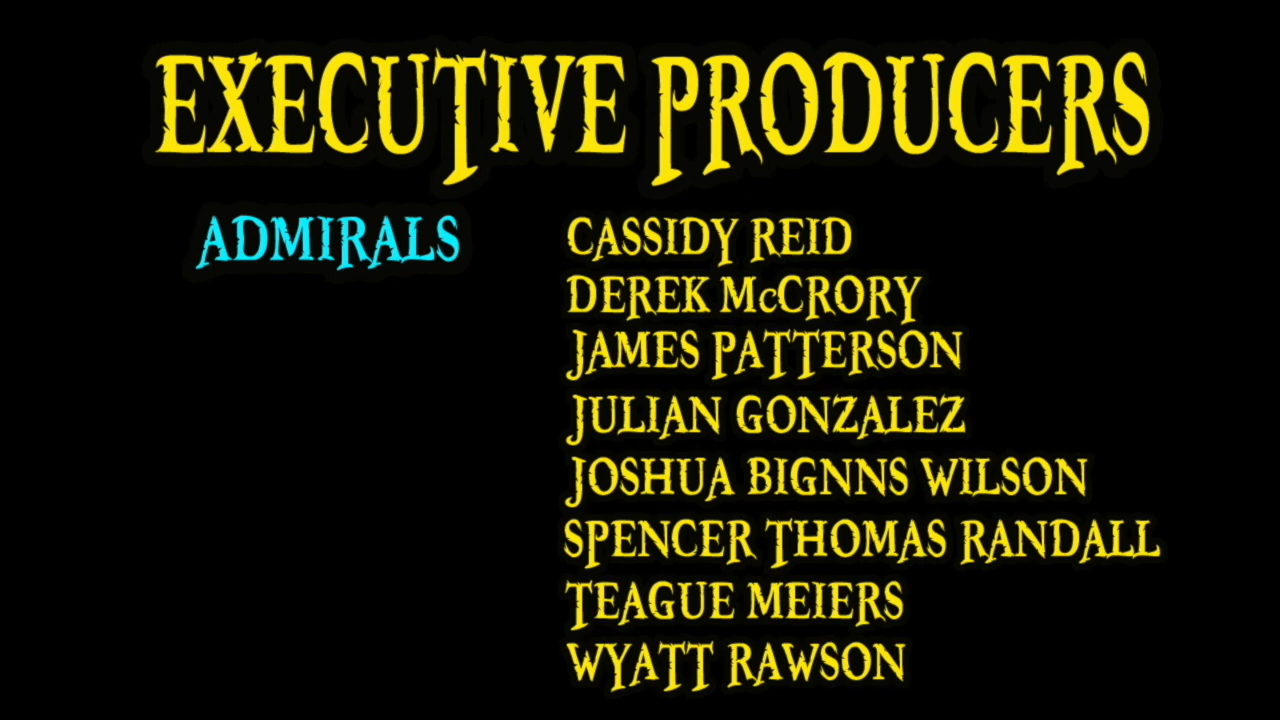 EXECUTIVE PRODUCERS
ADMIRALS
CASSIDY REID
DEREK McCRORY
JAMES PATTERSON
JULIAN GONZALEZ
JOSHUA BIGNNS WILSON
SPENCER THOMAS RANDALL
TEAGUE MEIERS
WYATT RAWSON